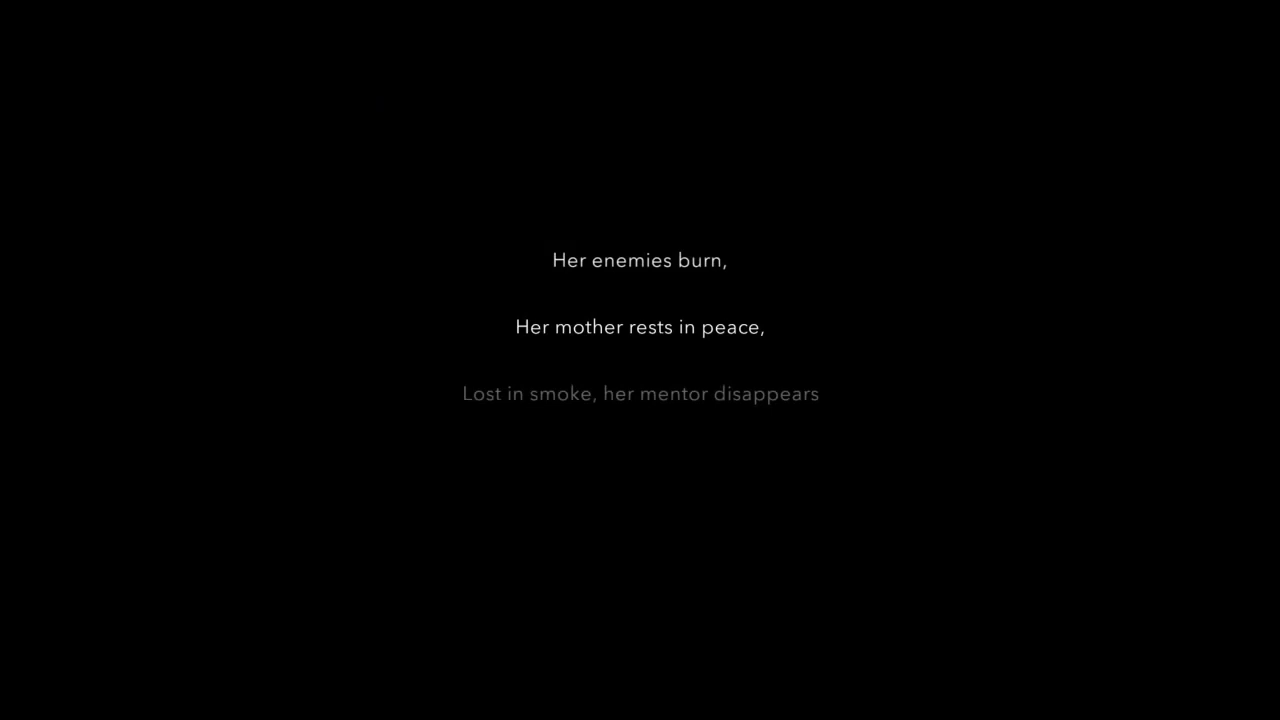 Her enemies burn,
Her mother rests in peace,
Lost in smoke, her mentor disappears